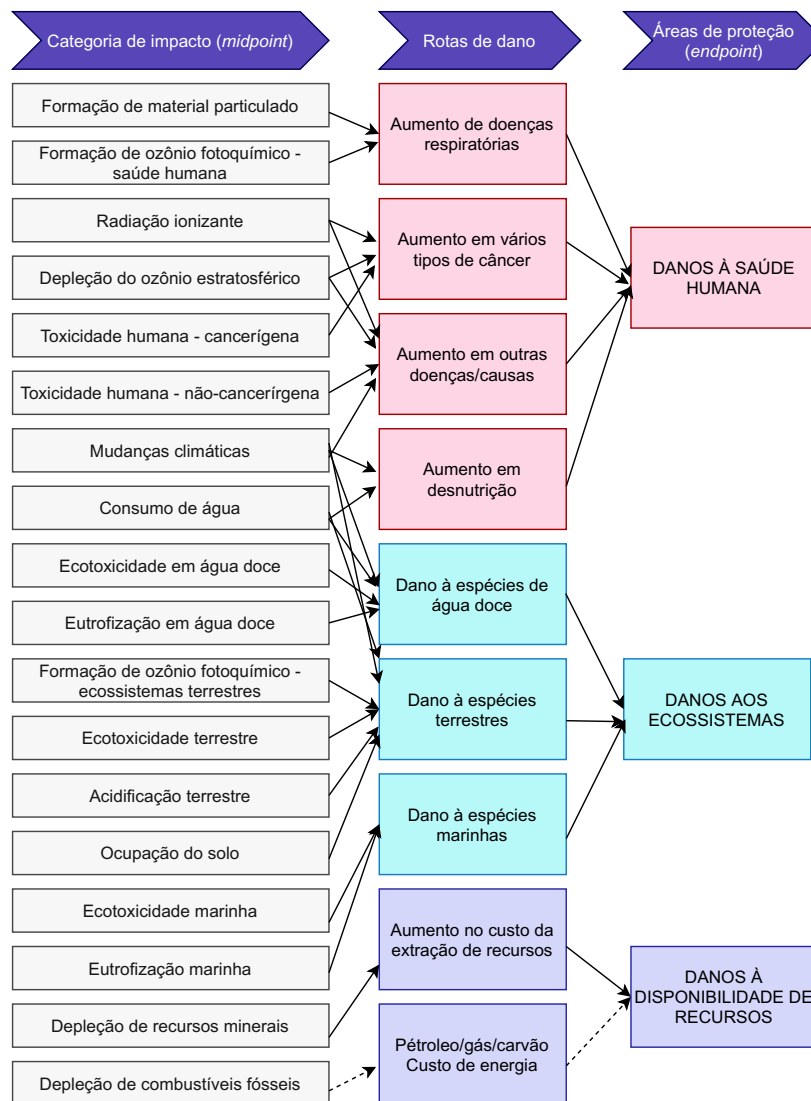 Categoria de impacto (midpoint)
Rotas de dano
Áreas de proteção
(endpoint)
Formação de material particulado
Formação de ozônio fotoquímico -
saúde humana
Radiação ionizante
Depleção do ozônio estratosférico
Toxicidade humana - cancerígena
Toxicidade humana - não-cancerírgena
Mudanças climáticas
Consumo de água
Ecotoxicidade em água doce
Eutrofização em água doce
Formação de ozônio fotoquímico -
ecossistemas terrestres
Ecotoxicidade terrestre
Acidificação terrestre
Ocupação do solo
Ecotoxicidade marinha
Eutrofização marinha
Depleção de recursos minerais
Depleção de combustíveis fósseis
Aumento de doenças
respiratórias
Aumento em vários
tipos de câncer
Aumento em outras
doenças/causas
Aumento em
desnutrição
Dano à espécies de
água doce
Dano à espécies
terrestres
Dano à espécies
marinhas
Aumento no custo da
extração de recursos
Pétroleo/gás/carvão
Custo de energia
DANOS À SAÚDE
HUMANA
DANOS AOS
ECOSSISTEMAS
DANOS À
DISPONIBILIDADE DE
RECURSOS